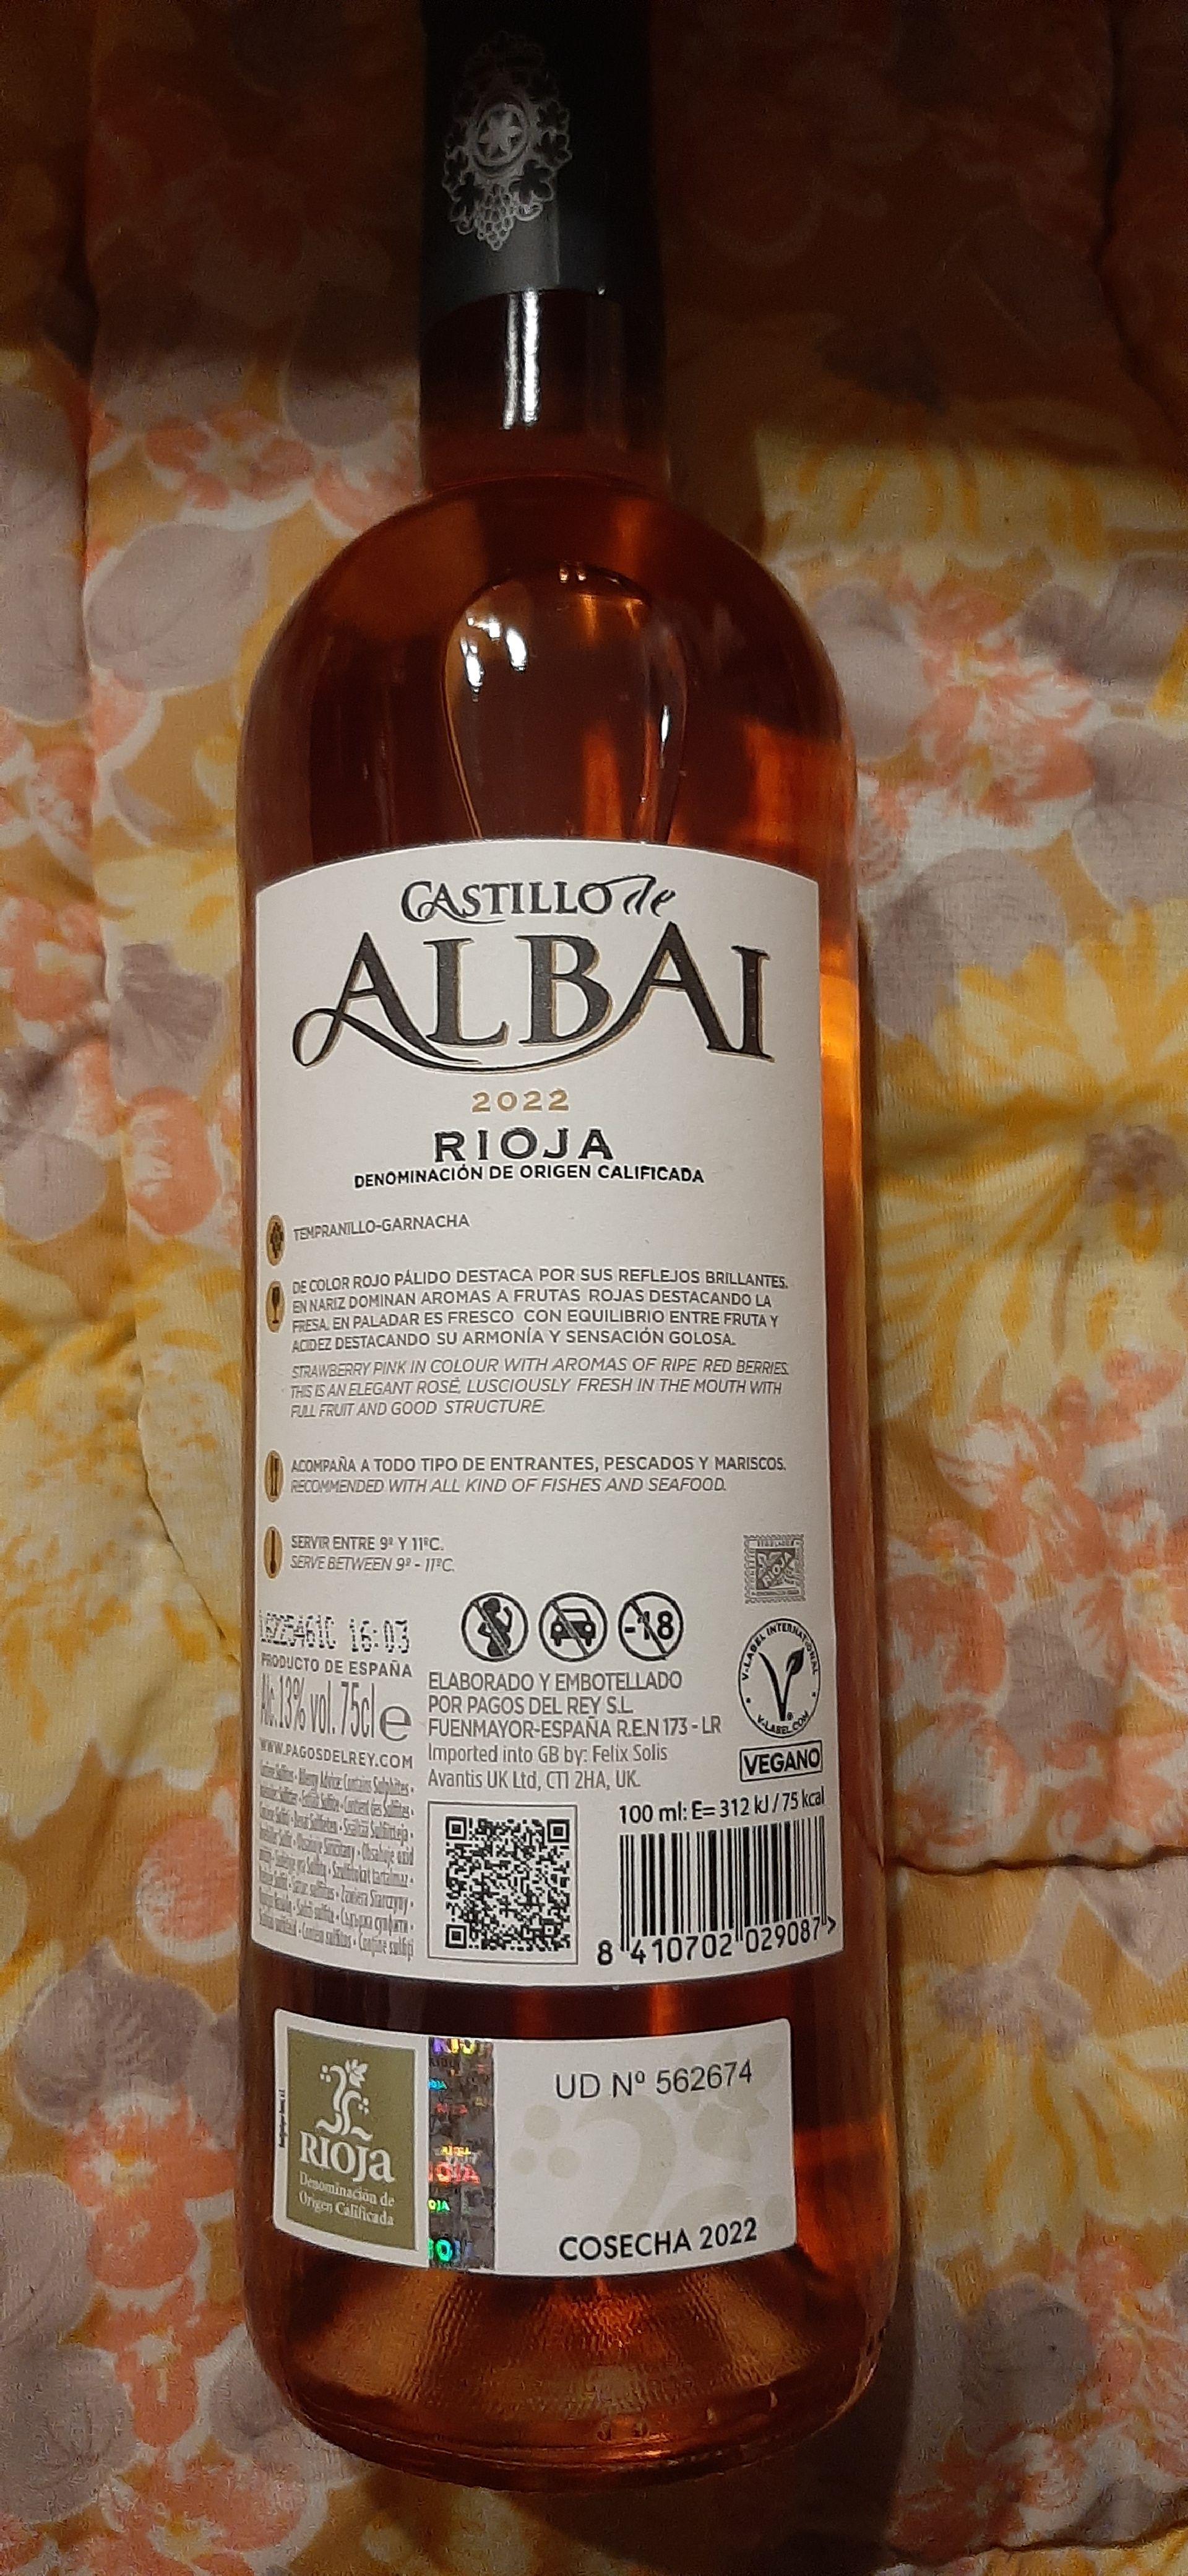 CASTILLO de
ALBAI
2022
RIOJA
DENOMINACIÓN DE ORIGEN CALIFICADA
TEMPRANILLO-GARNACHA
DE COLOR ROJO PÁLIDO DESTACA POR SUS REFLEJOS BRILLANTES.
EN NARIZ DOMINAN AROMAS A FRUTAS ROJAS DESTACANDO LA
FRESA. EN PALADAR ES FRESCO CON EQUILIBRIO ENTRE FRUTA Y
ACIDEZ DESTACANDO SU ARMONÍA Y SENSACIÓN GOLOSA.
STRAWBERRY PINK IN COLOUR WITH AROMAS OF RIPE RED BERRIES.
THIS IS AN ELEGANT ROSÉ, LUSCIOUSLY FRESH IN THE MOUTH WITH
FULL FRUIT AND GOOD STRUCTURE.
ACOMPAÑA A TODO TIPO DE ENTRANTES, PESCADOS Y MARISCOS.
RECOMMENDED WITH ALL KIND OF FISHES AND SEAFOOD.
SERVIR ENTRE 9º Y 11ºC.
SERVE BETWEEN 9º - 11ºC.
RIOJA
-18
16:03
PRODUCTO DE ESPAÑA
Alc.13% vol. 75cl e
WWW.PAGOSDELREY.COM
Allergy Advice: Contains Sulphites •
Contient des Sulfites •
ELABORADO Y EMBOTELLADO
POR PAGOS DEL REY S.L.
FUENMAYOR-ESPAÑA R.E.N 173 - LR
Imported into GB by: Felix Solis
Avantis UK Ltd, CT1 2HA, UK.
V-LABEL INTERNATIONAL
V-LABEL.COM
VEGANO
100 ml: E= 312 kJ / 75 kcal
8 410702 029087 >
RIOJA
Denominación de
Origen Calificada
UD Nº 562674
COSECHA 2022